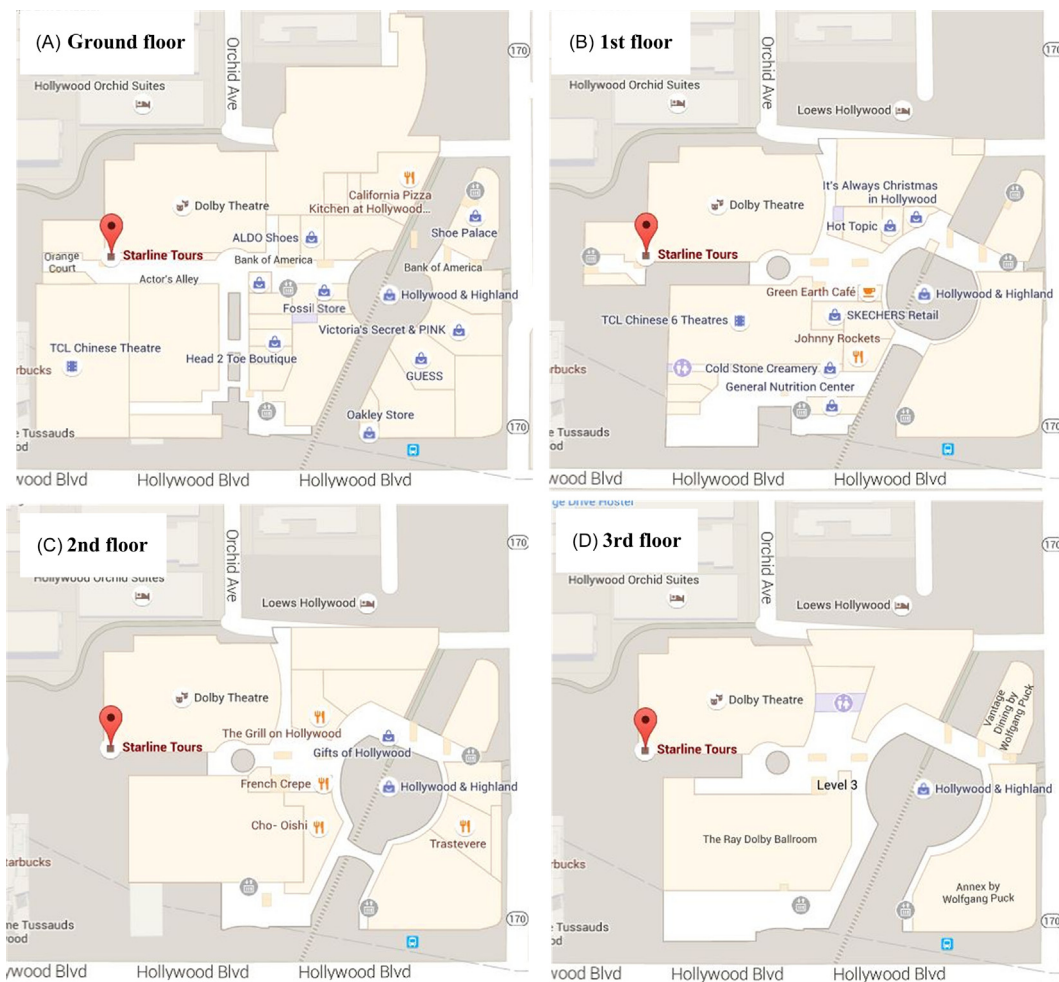 (A) Ground floor
Orchid Ave
170
Hollywood Orchid Suites
California Pizza
Kitchen at Hollywood...
Dolby Theatre
Shoe Palace
ALDO Shoes
Starline Tours
Orange
Court
Bank of America
Bank of America
Actor's Alley
Hollywood & Highland
Fossil Store
Victoria's Secret & PINK
TCL Chinese Theatre
Head 2 Toe Boutique
GUESS
arbucks
Oakley Store
e Tussauds
ood
170
wood Blvd
Hollywood Blvd
Hollywood Blvd
(B) 1st floor
Orchid Ave
170
Hollywood Orchid Suites
Loews Hollywood
It's Always Christmas
in Hollywood
Dolby Theatre
Hot Topic
Starline Tours
Green Earth Café
Hollywood & Highland
TCL Chinese 6 Theatres
SKECHERS Retail
Johnny Rockets
Cold Stone Creamery
rbucks
General Nutrition Center
e Tussauds
ood
170
wood Blvd
Hollywood Blvd
Hollywood Blvd
(C) 2nd floor
Orchid Ave
170
Hollywood Orchid Suites
Loews Hollywood
Dolby Theatre
The Grill on Hollywood
Starline Tours
Gifts of Hollywood
French Crepe
Hollywood & Highland
Cho- Oishi
Trastevere
tarbucks
me Tussauds
wood
170
ywood Blvd
Hollywood Blvd
Hollywood Blvd
ge Drive Hostel
(D) 3rd floor
Orchid Ave
170
Hollywood Orchid Suites
Loews Hollywood
Dolby Theatre
Vantage
Dining by
Wolfgang Puck
Starline Tours
Level 3
Hollywood & Highland
The Ray Dolby Ballroom
arbucks
Annex by
Wolfgang Puck
e Tussauds
ood
170
wood Blvd
Hollywood Blvd
Hollywood Blvd